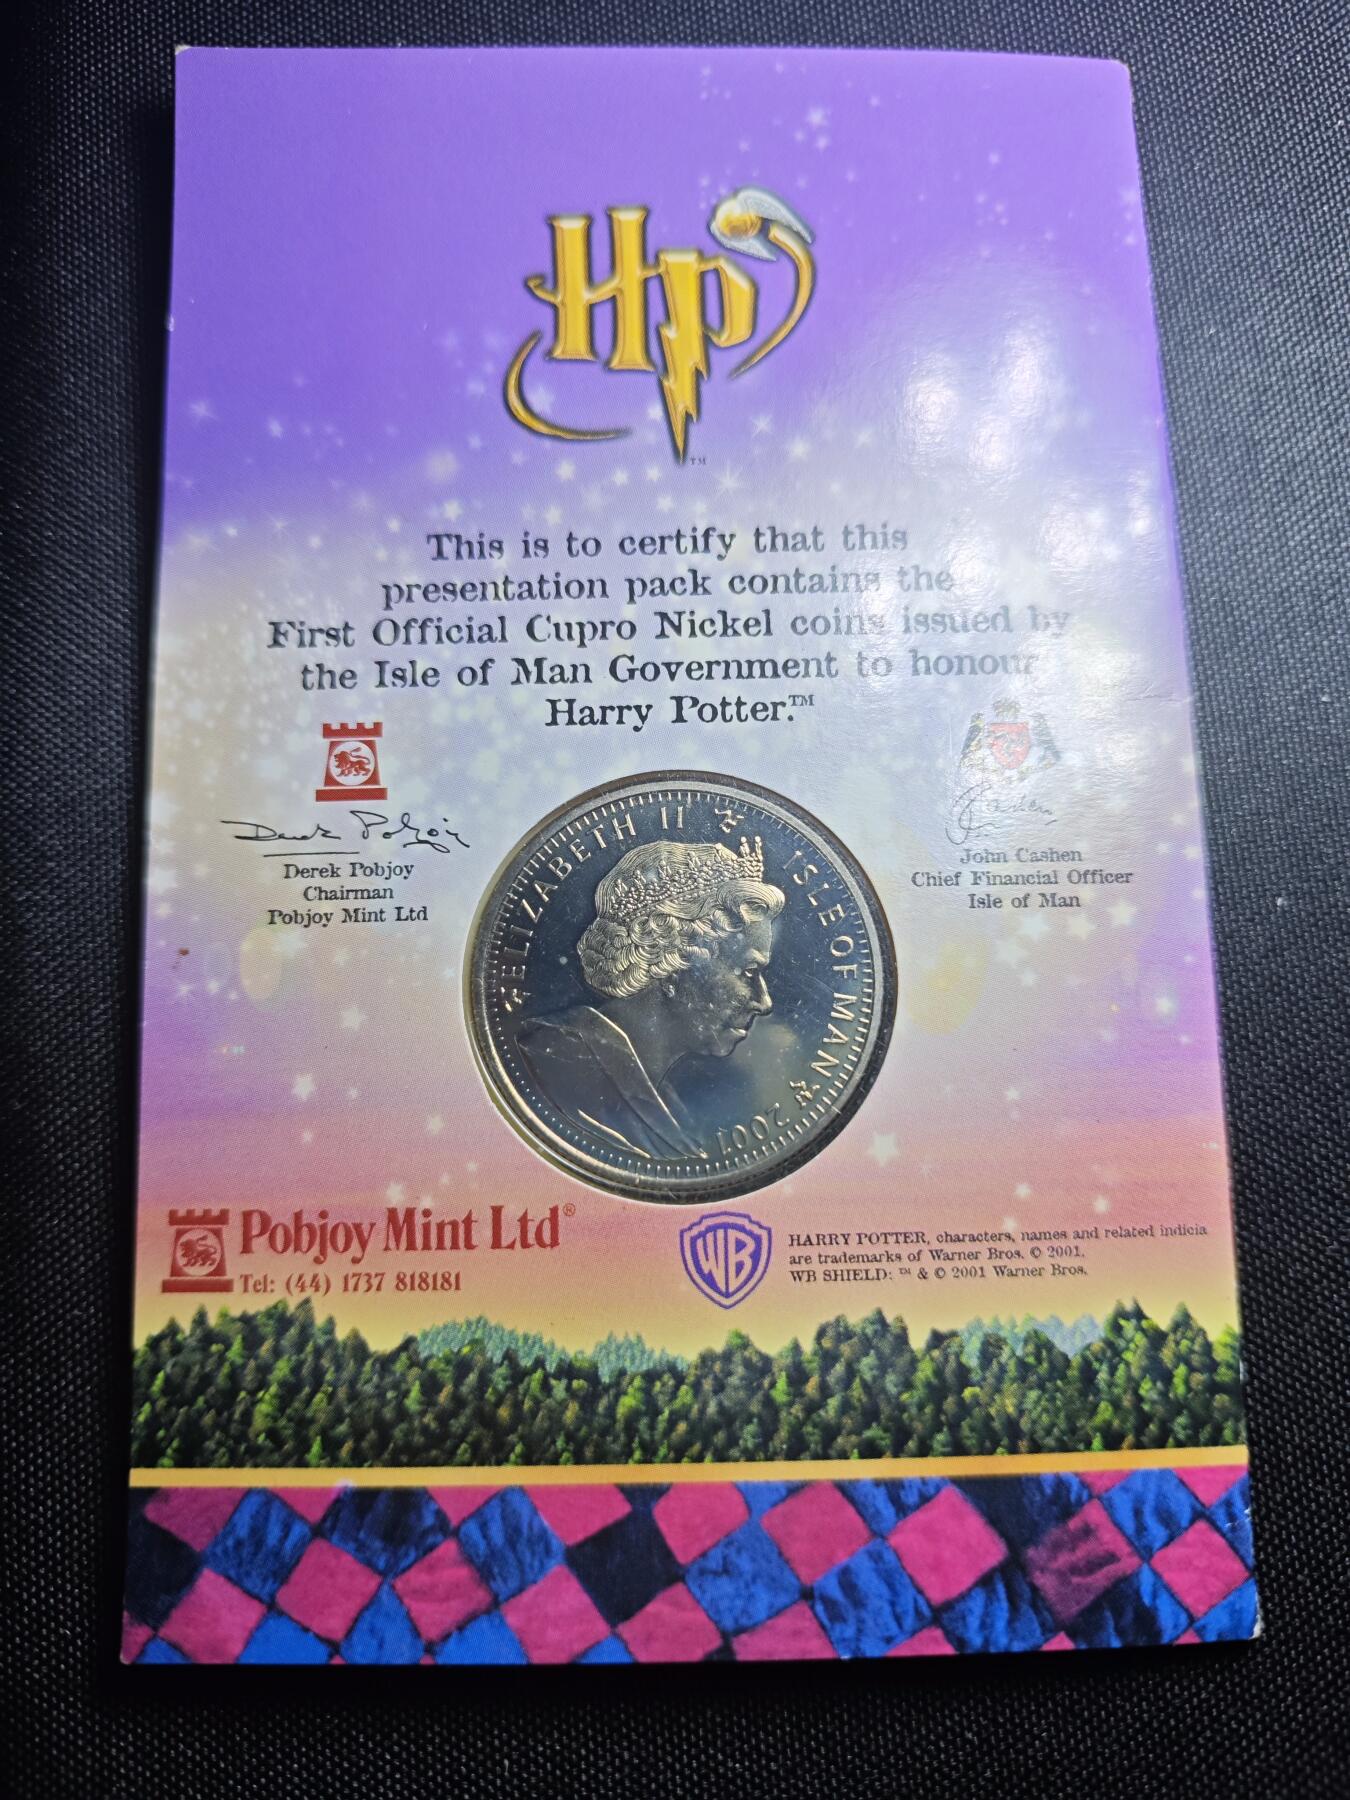 HP
TM
This is to certify that this
presentation pack contains the
First Official Cupro Nickel coins issued by
the Isle of Man Government to honour
Harry Potter.™
Derek Pobjoy
Derek Pobjoy
Chairman
Pobjoy Mint Ltd
J Cashen
John Cashen
Chief Financial Officer
Isle of Man
ELIZABETH II
ISLE OF MAN
2001
Pobjoy Mint Ltd®
Tel: (44) 1737 818181
WB
HARRY POTTER, characters, names and related indicia
are trademarks of Warner Bros. © 2001.
WB SHIELD: ™ & © 2001 Warner Bros.